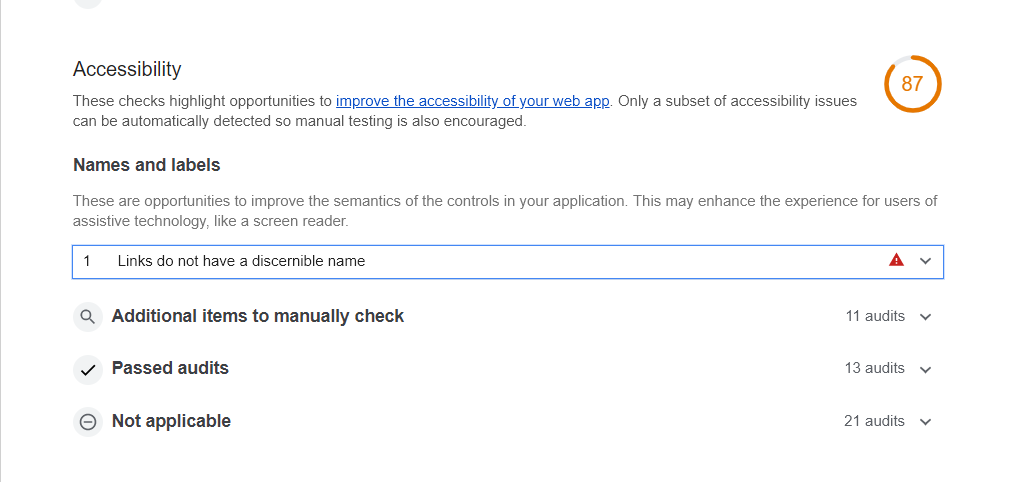 Accessibility
87
These checks highlight opportunities to improve the accessibility of your web app. Only a subset of accessibility issues
can be automatically detected so manual testing is also encouraged.
Names and labels
These are opportunities to improve the semantics of the controls in your application. This may enhance the experience for users of
assistive technology, like a screen reader.
1 Links do not have a discernible name
Additional items to manually check 11 audits
Passed audits 13 audits
Not applicable 21 audits